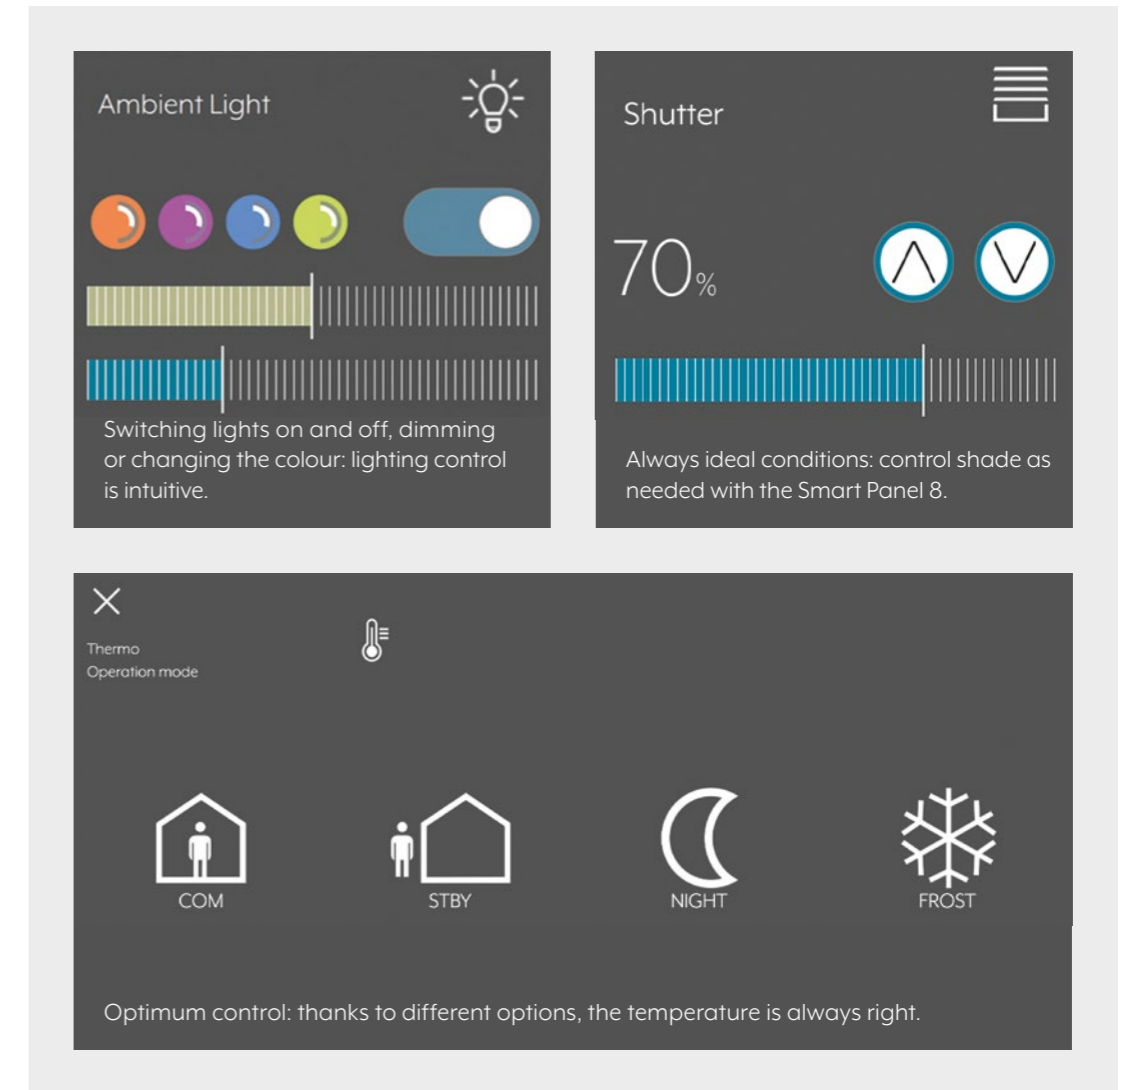 Ambient Light
Switching lights on and off, dimming
or changing the colour: lighting control
is intuitive.
Shutter
70%
Always ideal conditions: control shade as
needed with the Smart Panel 8.
Thermo
Operation mode
COM
STBY
NIGHT
FROST
Optimum control: thanks to different options, the temperature is always right.